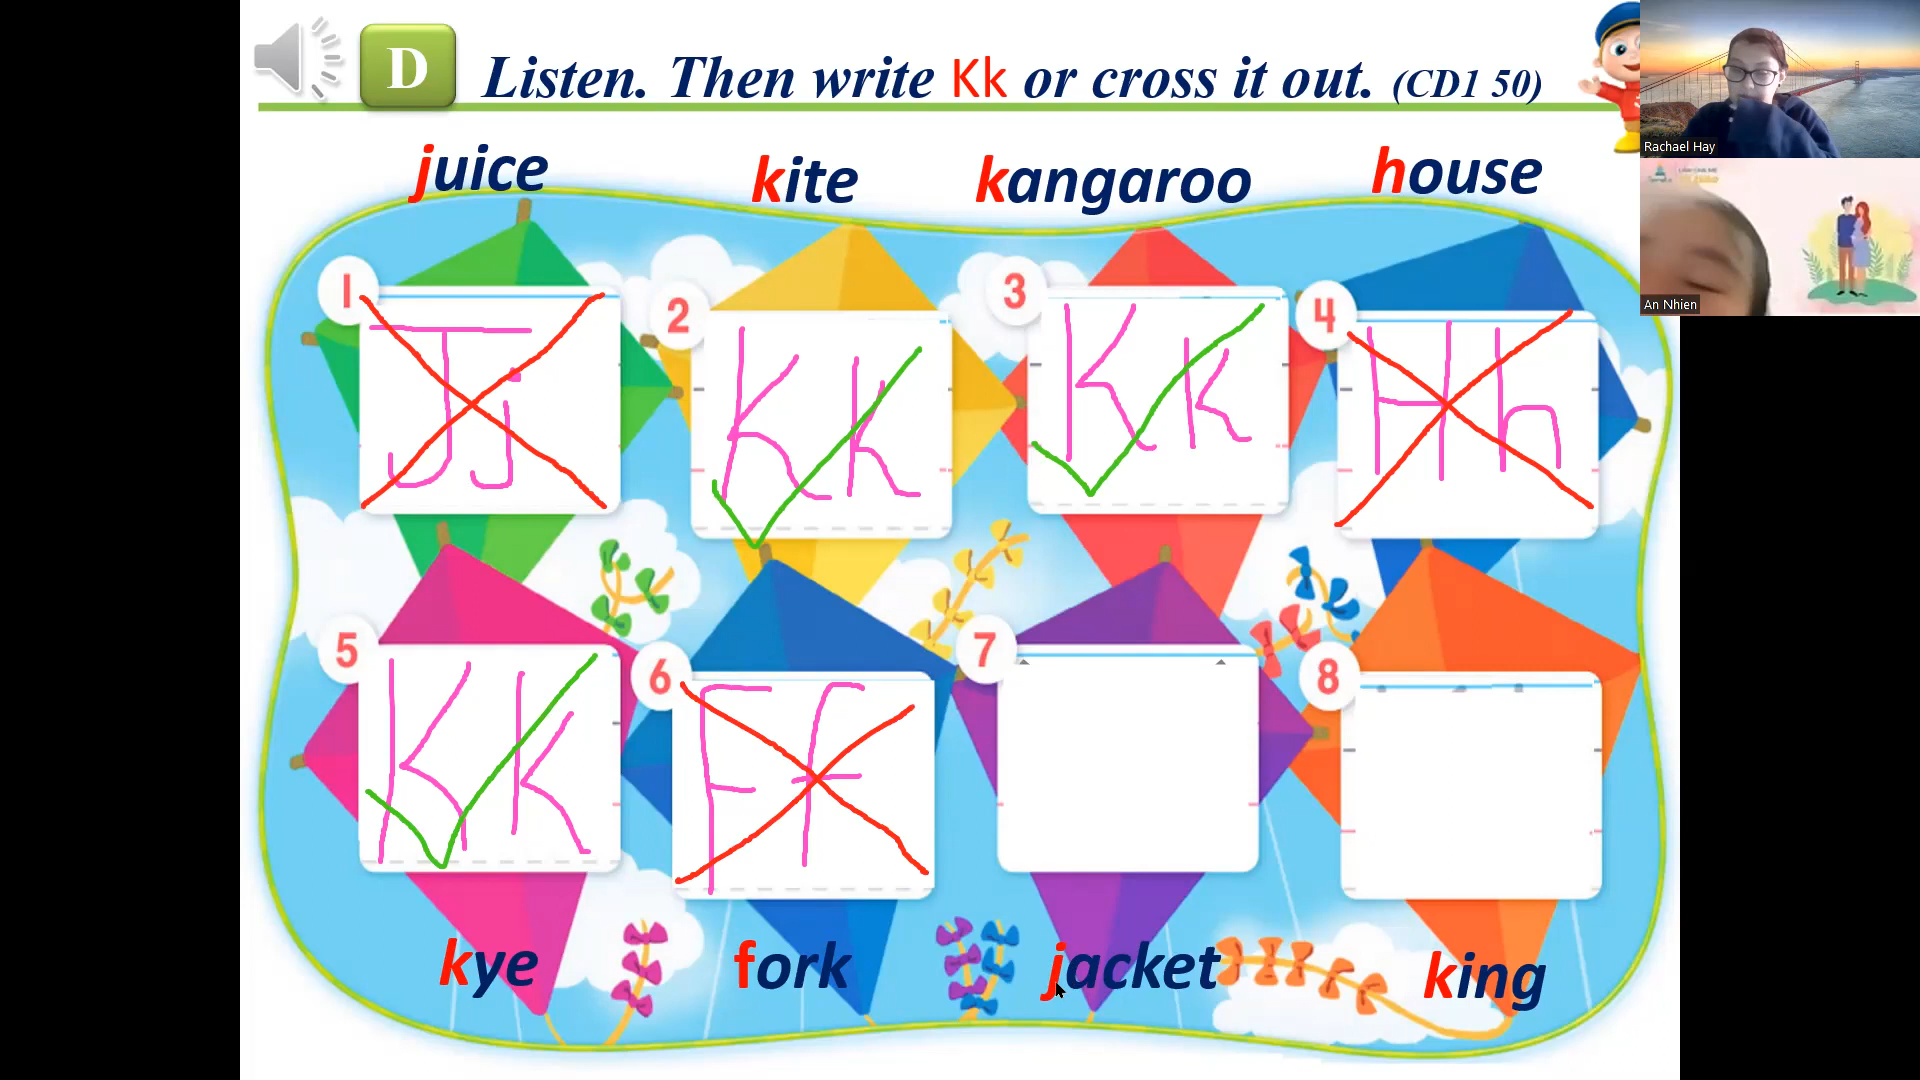 D Listen. Then write Kk or cross it out. (CD1 50)
Rachael Hay
juice kite kangaroo house
An Nhien
1 2 3 4
Jj Kk Kk Hh
5 6 7 8
Kk Ff
kye fork jacket king